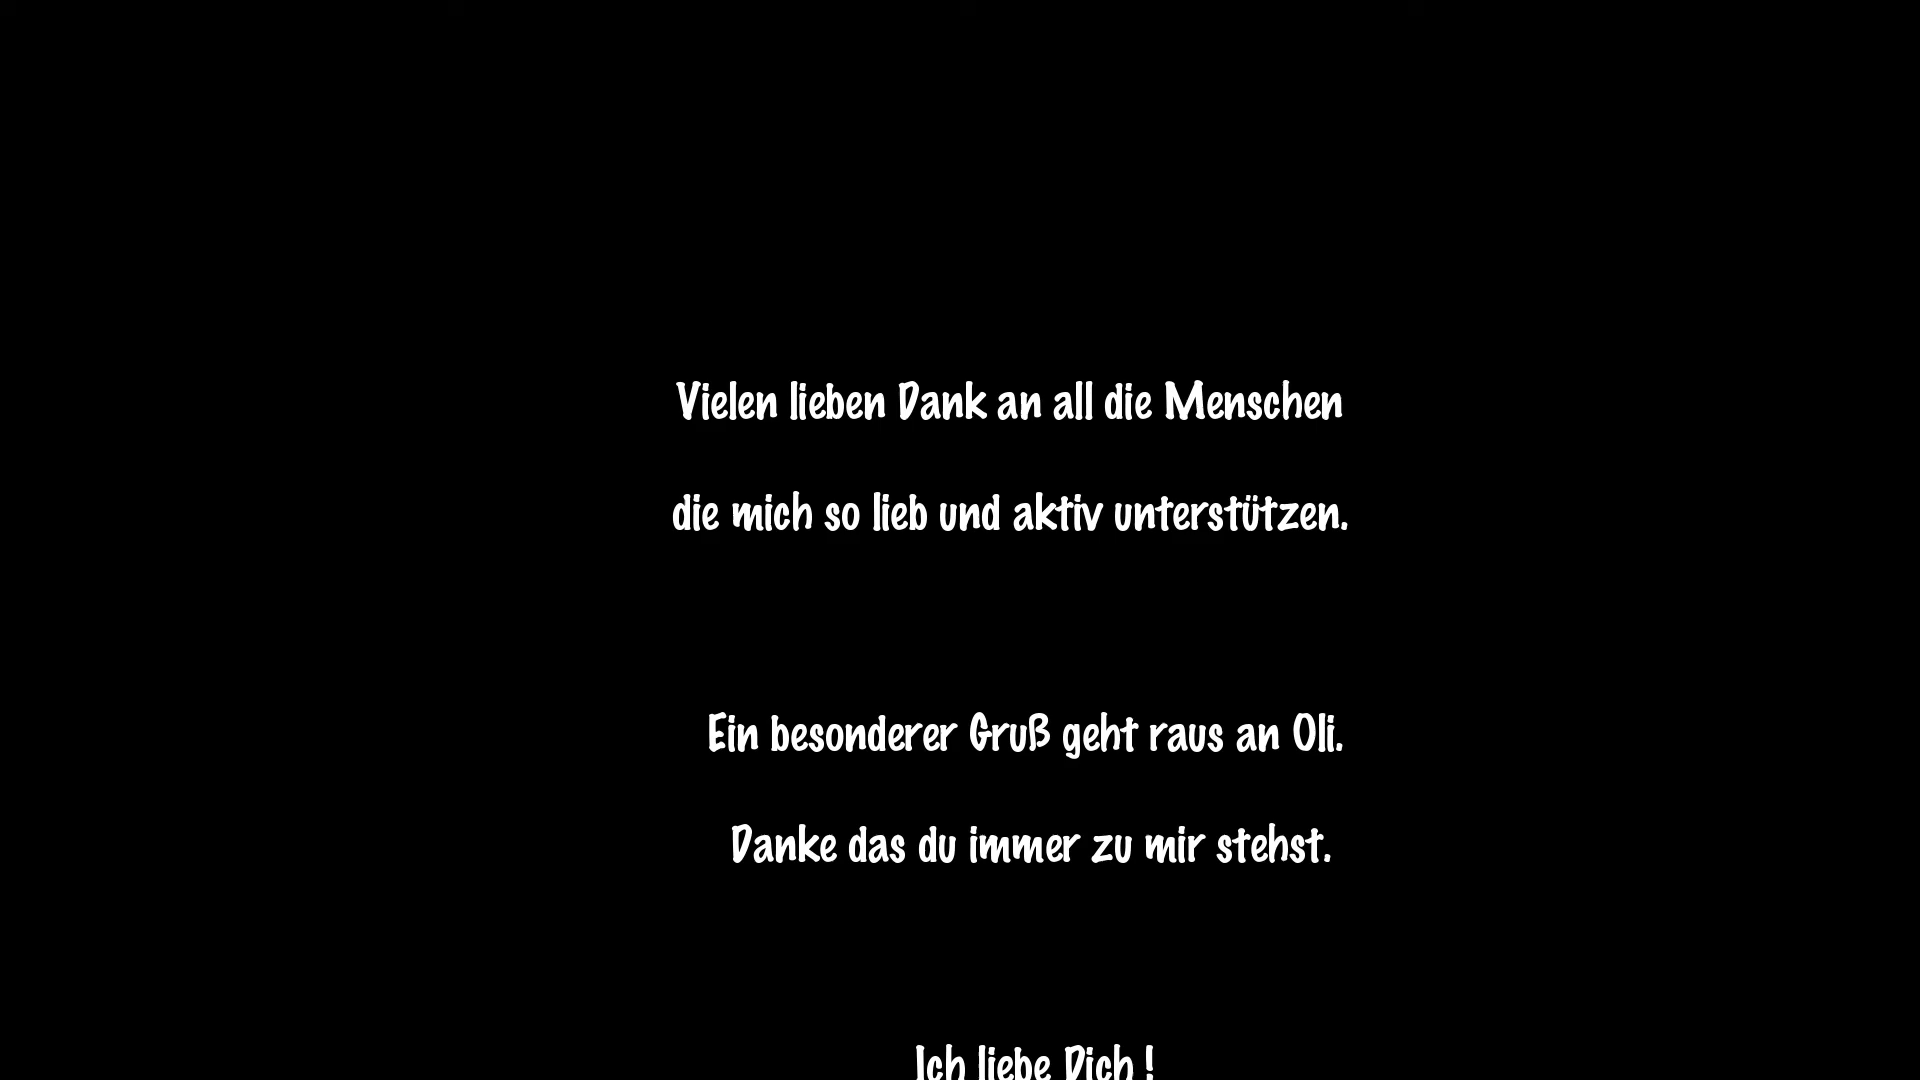 Vielen lieben Dank an all die Menschen
die mich so lieb und aktiv unterstützen.
Ein besonderer Gruß geht raus an Oli.
Danke das du immer zu mir stehst.
Ich liebe Dich !